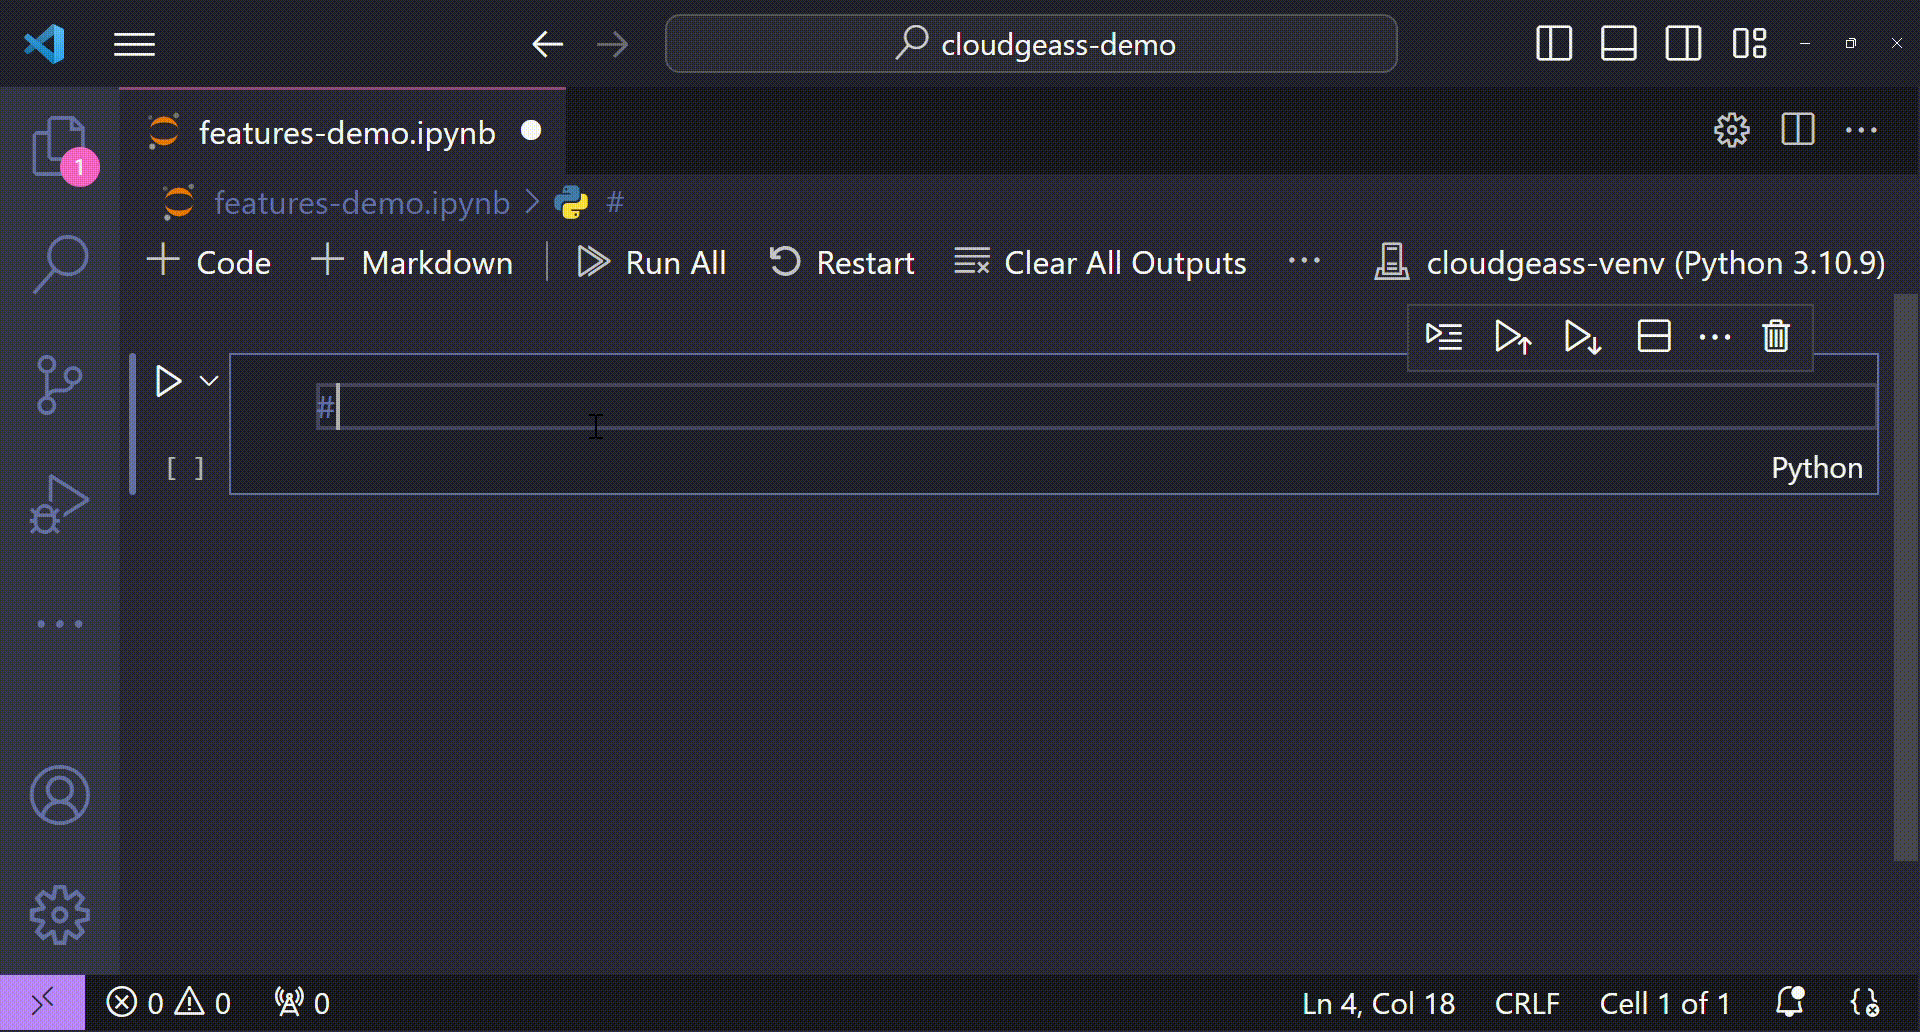 cloudgeass-demo
1
features-demo.ipynb
features-demo.ipynb > #
Code Markdown Run All Restart Clear All Outputs ... cloudgeass-venv (Python 3.10.9)
#
[ ]
Python
0 0 0 Ln 4, Col 18 CRLF Cell 1 of 1